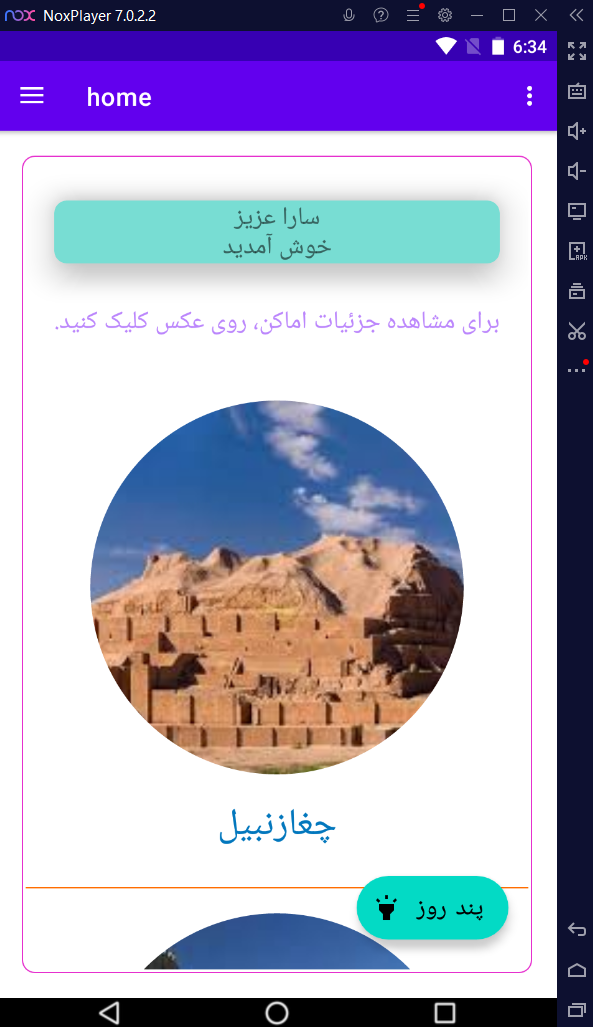 nox NoxPlayer 7.0.2.2
6:34
home
سارا عزیز
خوش آمدید
برای مشاهده جزئیات اماکن، روی عکس کلیک کنید.
چغازنبیل
پند روز
APK